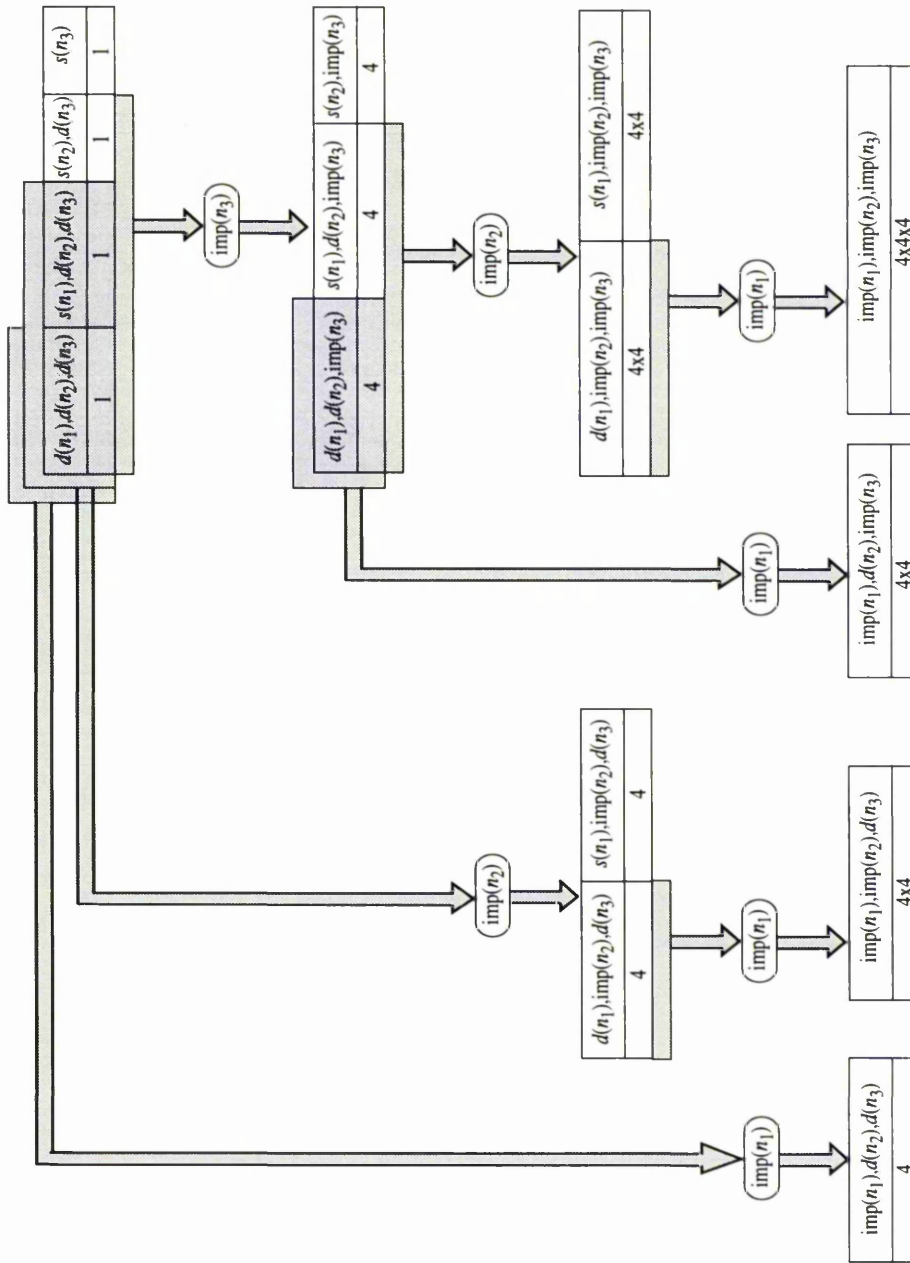 d(n₁),d(n₂),d(n₃) s(n₁),d(n₂),d(n₃) s(n₂),d(n₃) s(n₃)
1 1 1 1
imp(n₃)
d(n₁),d(n₂),imp(n₃) s(n₁),d(n₂),imp(n₃) s(n₂),imp(n₃)
4 4 4
imp(n₂) imp(n₂)
d(n₁),imp(n₂),d(n₃) s(n₁),imp(n₂),d(n₃) d(n₁),imp(n₂),imp(n₃) s(n₁),imp(n₂),imp(n₃)
4 4 4x4 4x4
imp(n₁) imp(n₁) imp(n₁) imp(n₁)
imp(n₁),d(n₂),d(n₃) imp(n₁),imp(n₂),d(n₃) imp(n₁),d(n₂),imp(n₃) imp(n₁),imp(n₂),imp(n₃)
4 4x4 4x4 4x4x4